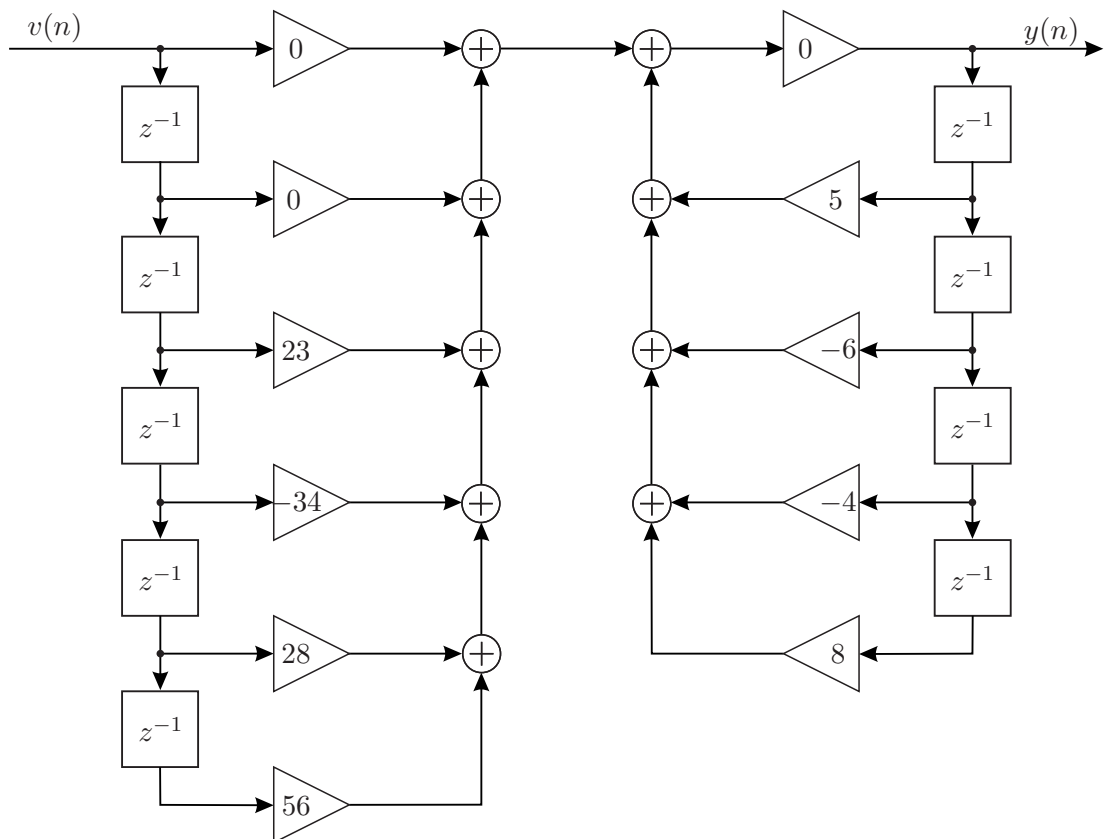 v(n) 0 0 y(n)
z⁻¹ z⁻¹
0 5
z⁻¹ z⁻¹
23 −6
z⁻¹ z⁻¹
−34 −4
z⁻¹ z⁻¹
28 8
z⁻¹
56